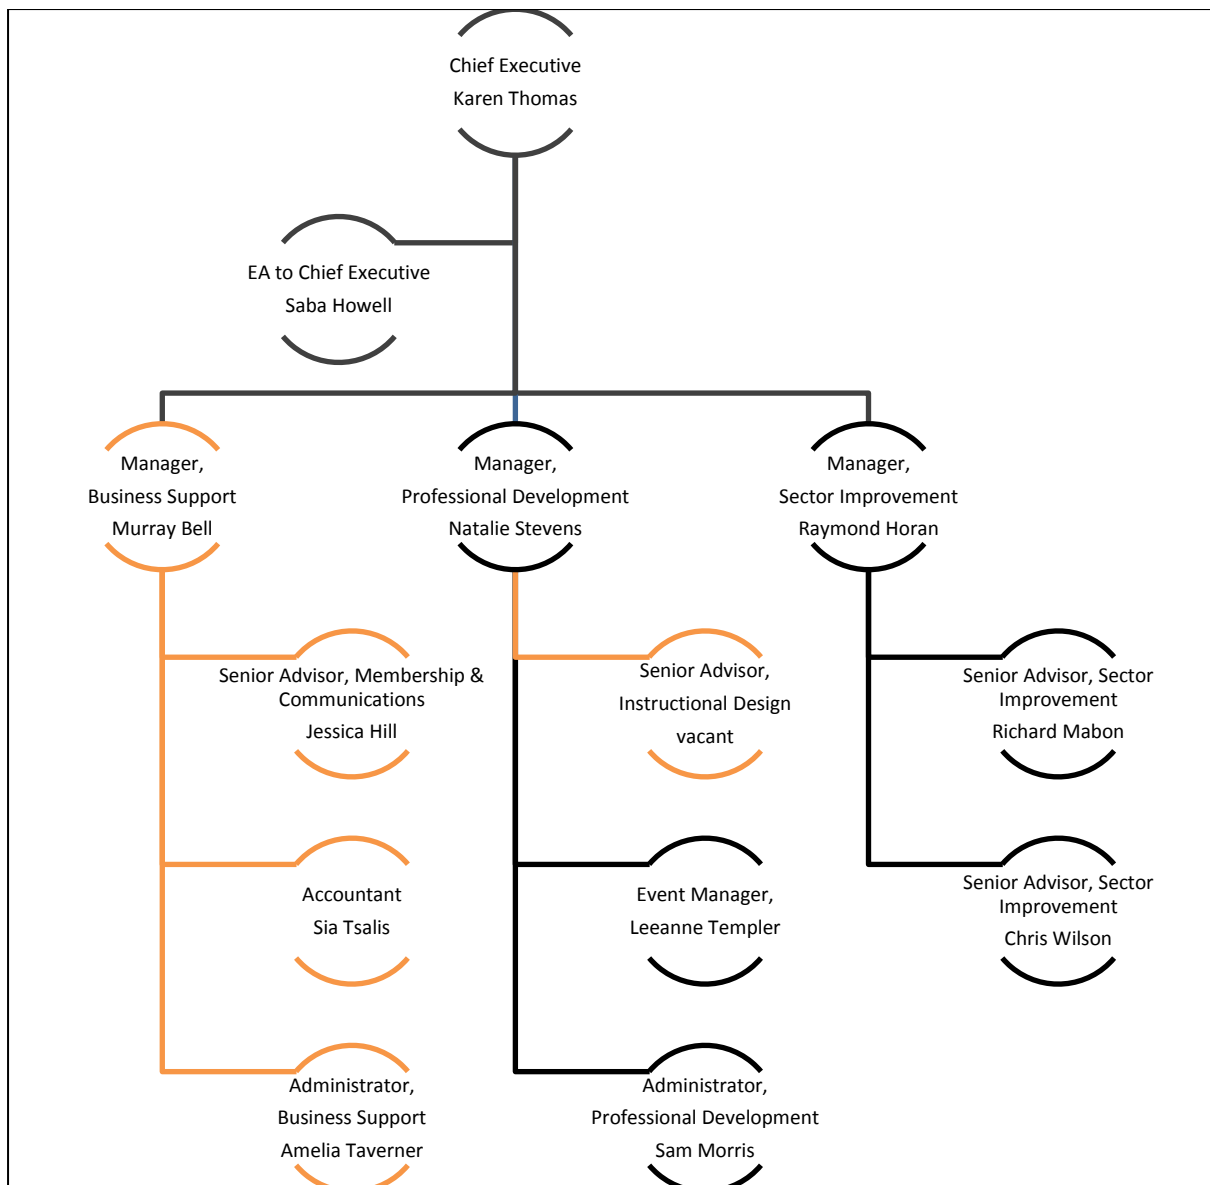 Chief Executive
Karen Thomas
EA to Chief Executive
Saba Howell
Manager,
Business Support
Murray Bell
Manager,
Professional Development
Natalie Stevens
Manager,
Sector Improvement
Raymond Horan
Senior Advisor, Membership &
Communications
Jessica Hill
Senior Advisor,
Instructional Design
vacant
Senior Advisor, Sector
Improvement
Richard Mabon
Accountant
Sia Tsalis
Event Manager,
Leeanne Templer
Senior Advisor, Sector
Improvement
Chris Wilson
Administrator,
Business Support
Amelia Taverner
Administrator,
Professional Development
Sam Morris